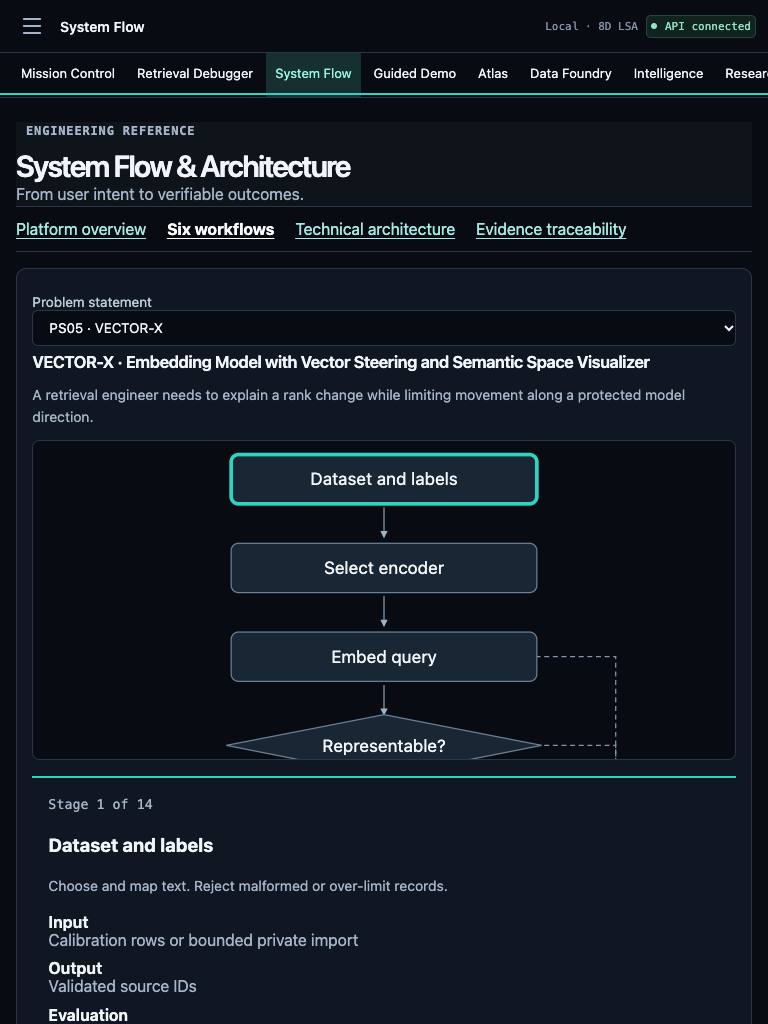 System Flow
Local · 8D LSA
API connected
Mission Control
Retrieval Debugger
System Flow
Guided Demo
Atlas
Data Foundry
Intelligence
Resear
ENGINEERING REFERENCE
System Flow & Architecture
From user intent to verifiable outcomes.
Platform overview
Six workflows
Technical architecture
Evidence traceability
Problem statement
PS05 · VECTOR-X
VECTOR-X · Embedding Model with Vector Steering and Semantic Space Visualizer
A retrieval engineer needs to explain a rank change while limiting movement along a protected model
direction.
Dataset and labels
Select encoder
Embed query
Representable?
Stage 1 of 14
Dataset and labels
Choose and map text. Reject malformed or over-limit records.
Input
Calibration rows or bounded private import
Output
Validated source IDs
Evaluation